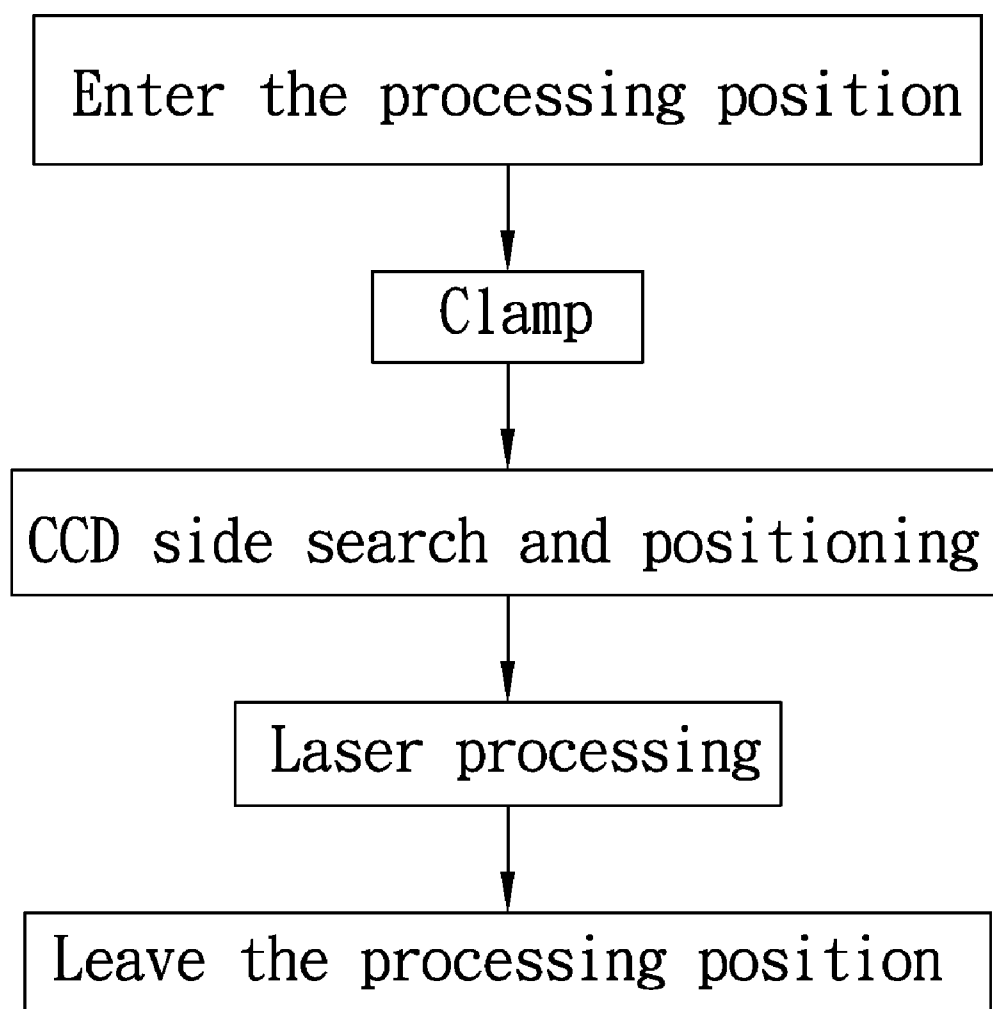 Enter the processing position
Clamp
CCD side search and positioning
Laser processing
Leave the processing position